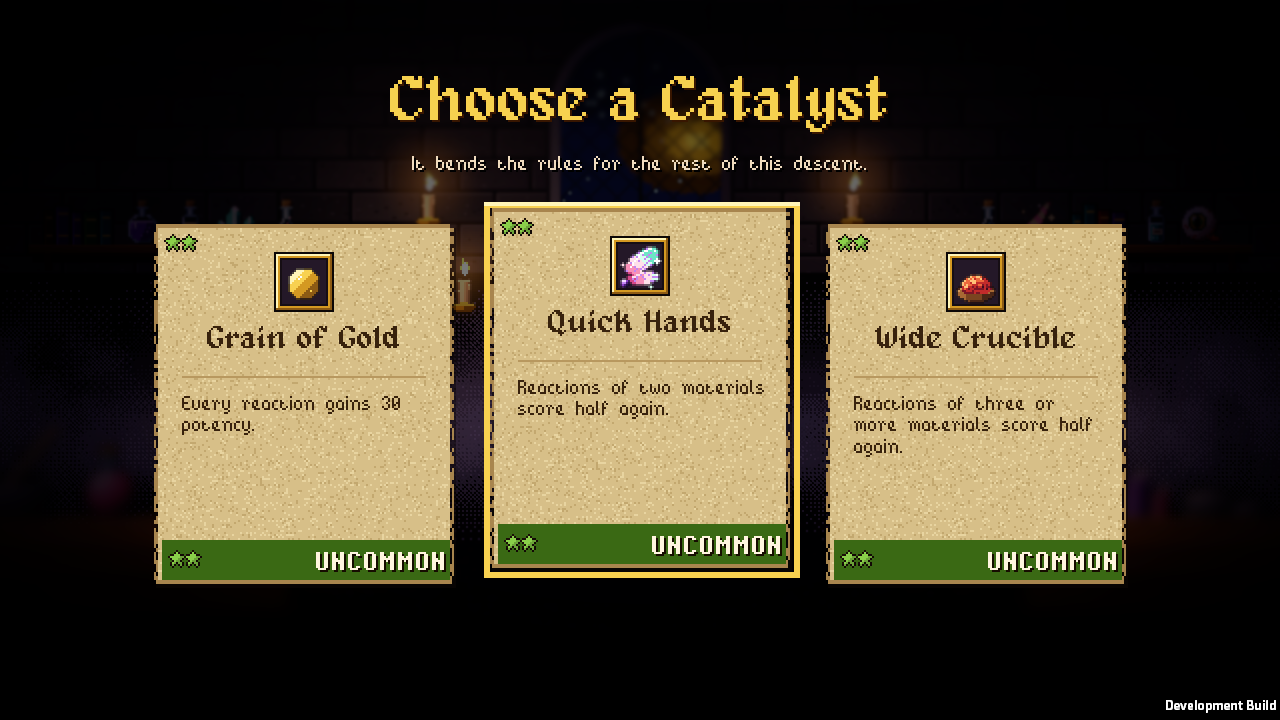 Choose a Catalyst
It bends the rules for the rest of this descent.
Grain of Gold
Every reaction gains 30
potency.
UNCOMMON
Quick Hands
Reactions of two materials
score half again.
UNCOMMON
Wide Crucible
Reactions of three or
more materials score half
again.
UNCOMMON
Development Build